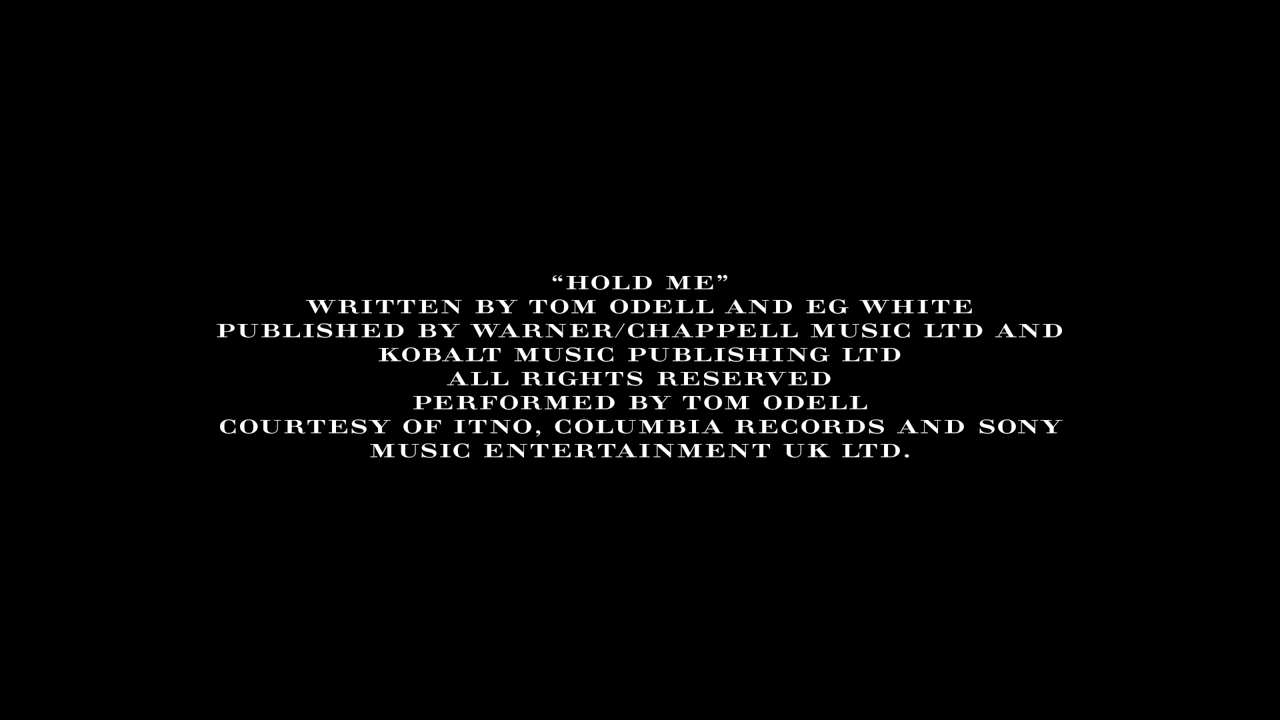 “HOLD ME”
WRITTEN BY TOM ODELL AND EG WHITE
PUBLISHED BY WARNER/CHAPPELL MUSIC LTD AND
KOBALT MUSIC PUBLISHING LTD
ALL RIGHTS RESERVED
PERFORMED BY TOM ODELL
COURTESY OF ITNO, COLUMBIA RECORDS AND SONY
MUSIC ENTERTAINMENT UK LTD.